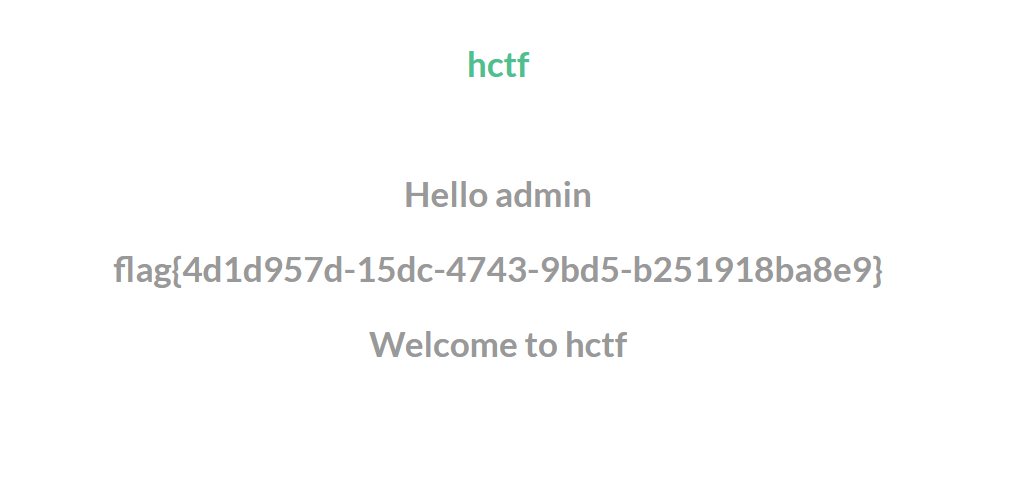 hctf
Hello admin
flag{4d1d957d-15dc-4743-9bd5-b251918ba8e9}
Welcome to hctf